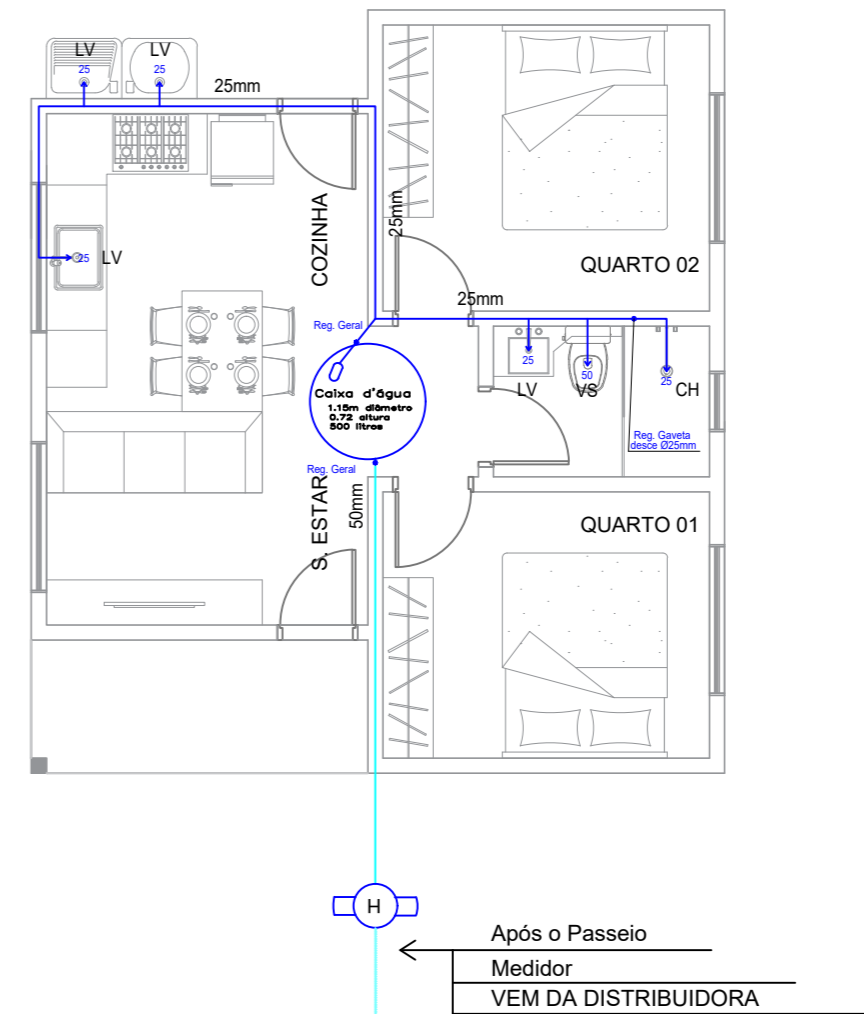 LV
25
LV
25
25mm
COZINHA
25mm
QUARTO 02
25
LV
25mm
Reg. Geral
Caixa d'água
1.15m diâmetro
0.72 altura
500 litros
25
LV
50
VS
25
CH
Reg. Gaveta
desce Ø25mm
Reg. Geral
S. ESTAR
50mm
QUARTO 01
H
Após o Passeio
Medidor
VEM DA DISTRIBUIDORA